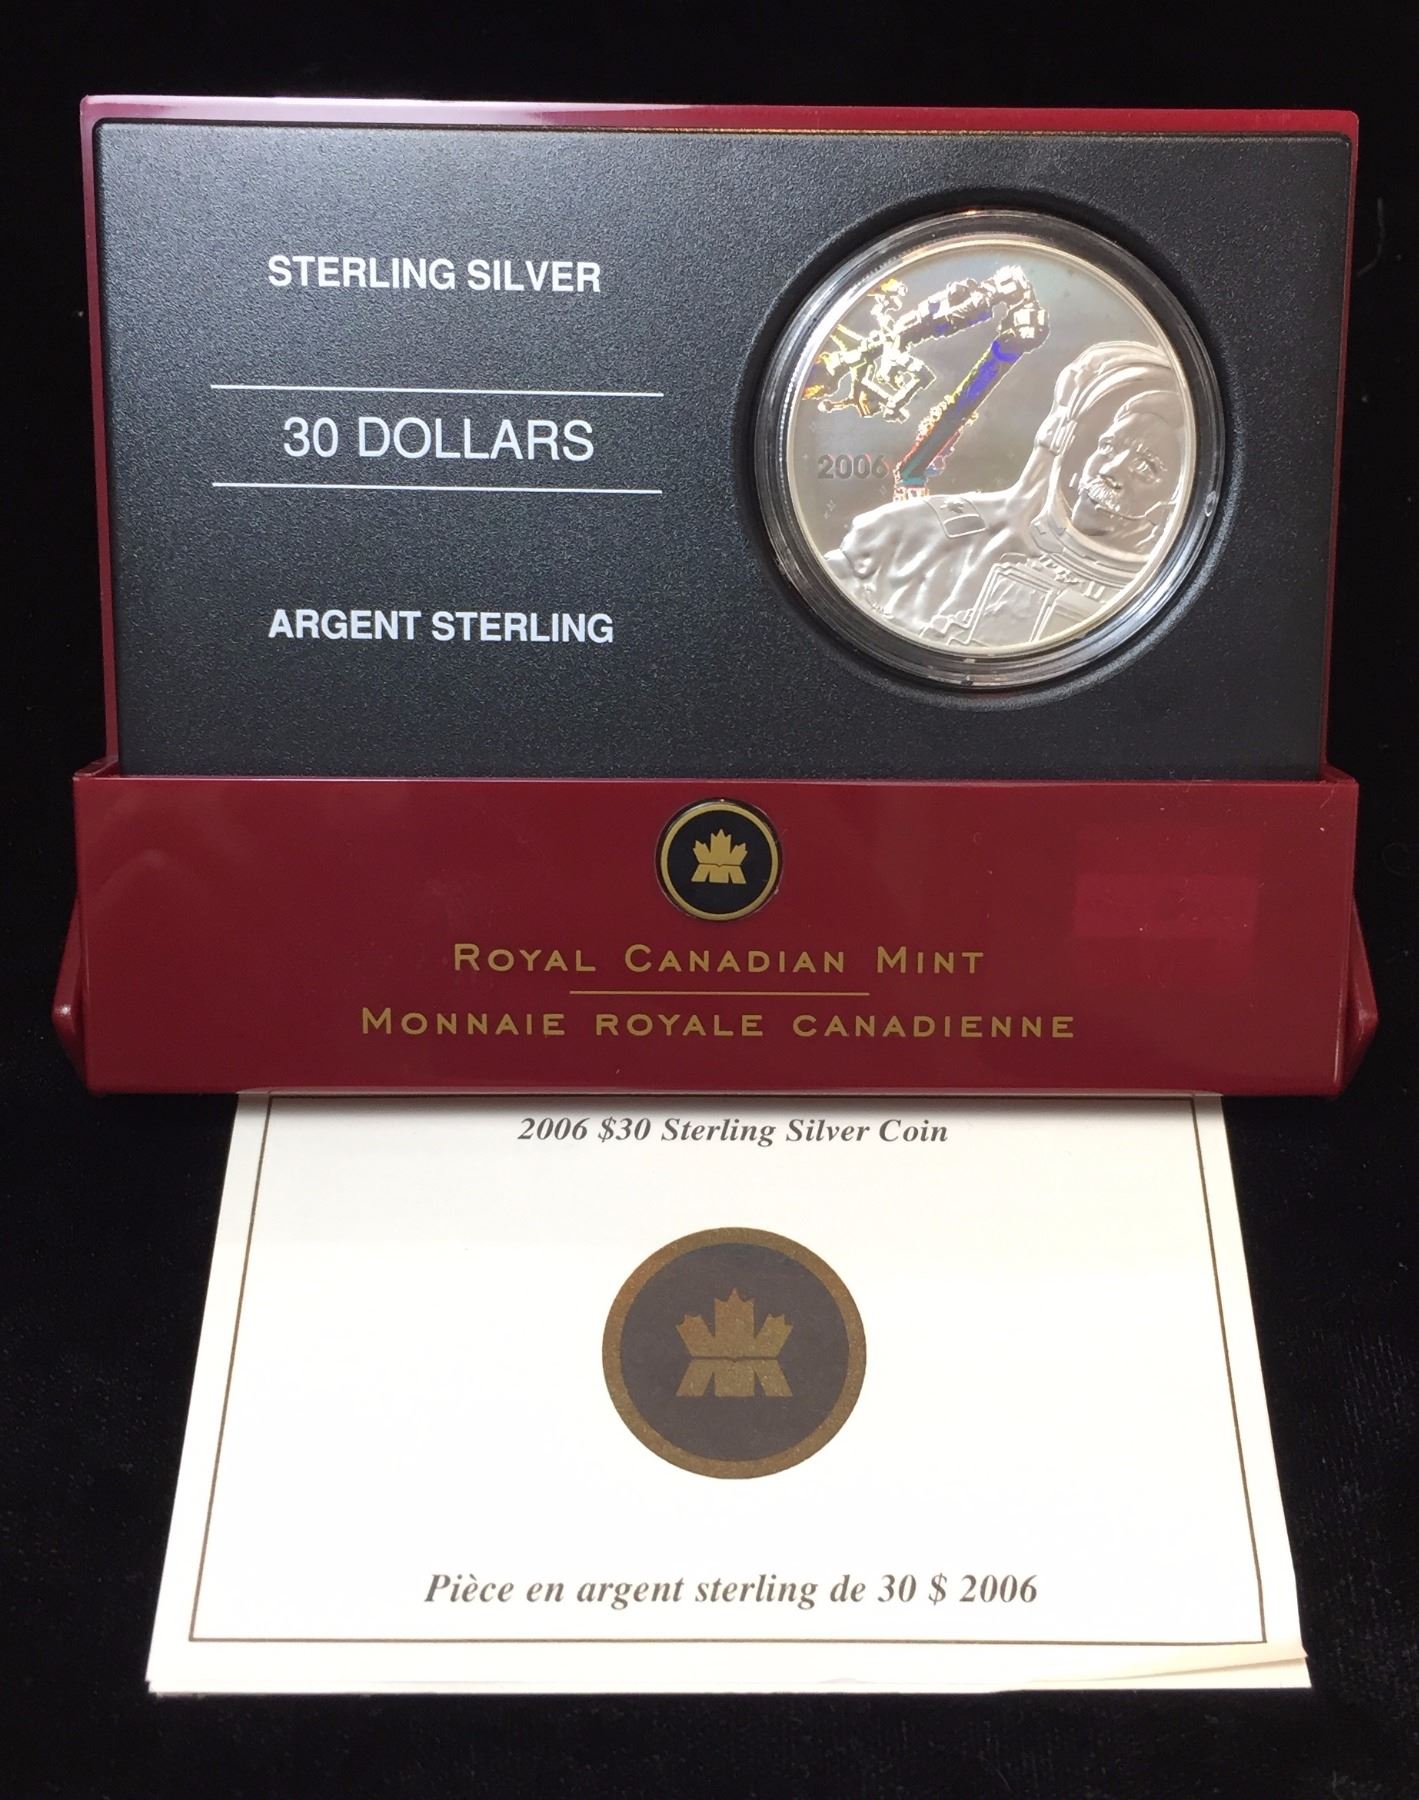 STERLING SILVER
30 DOLLARS
ARGENT STERLING
2006
ROYAL CANADIAN MINT
MONNAIE ROYALE CANADIENNE
2006 $30 Sterling Silver Coin
Pièce en argent sterling de 30 $ 2006